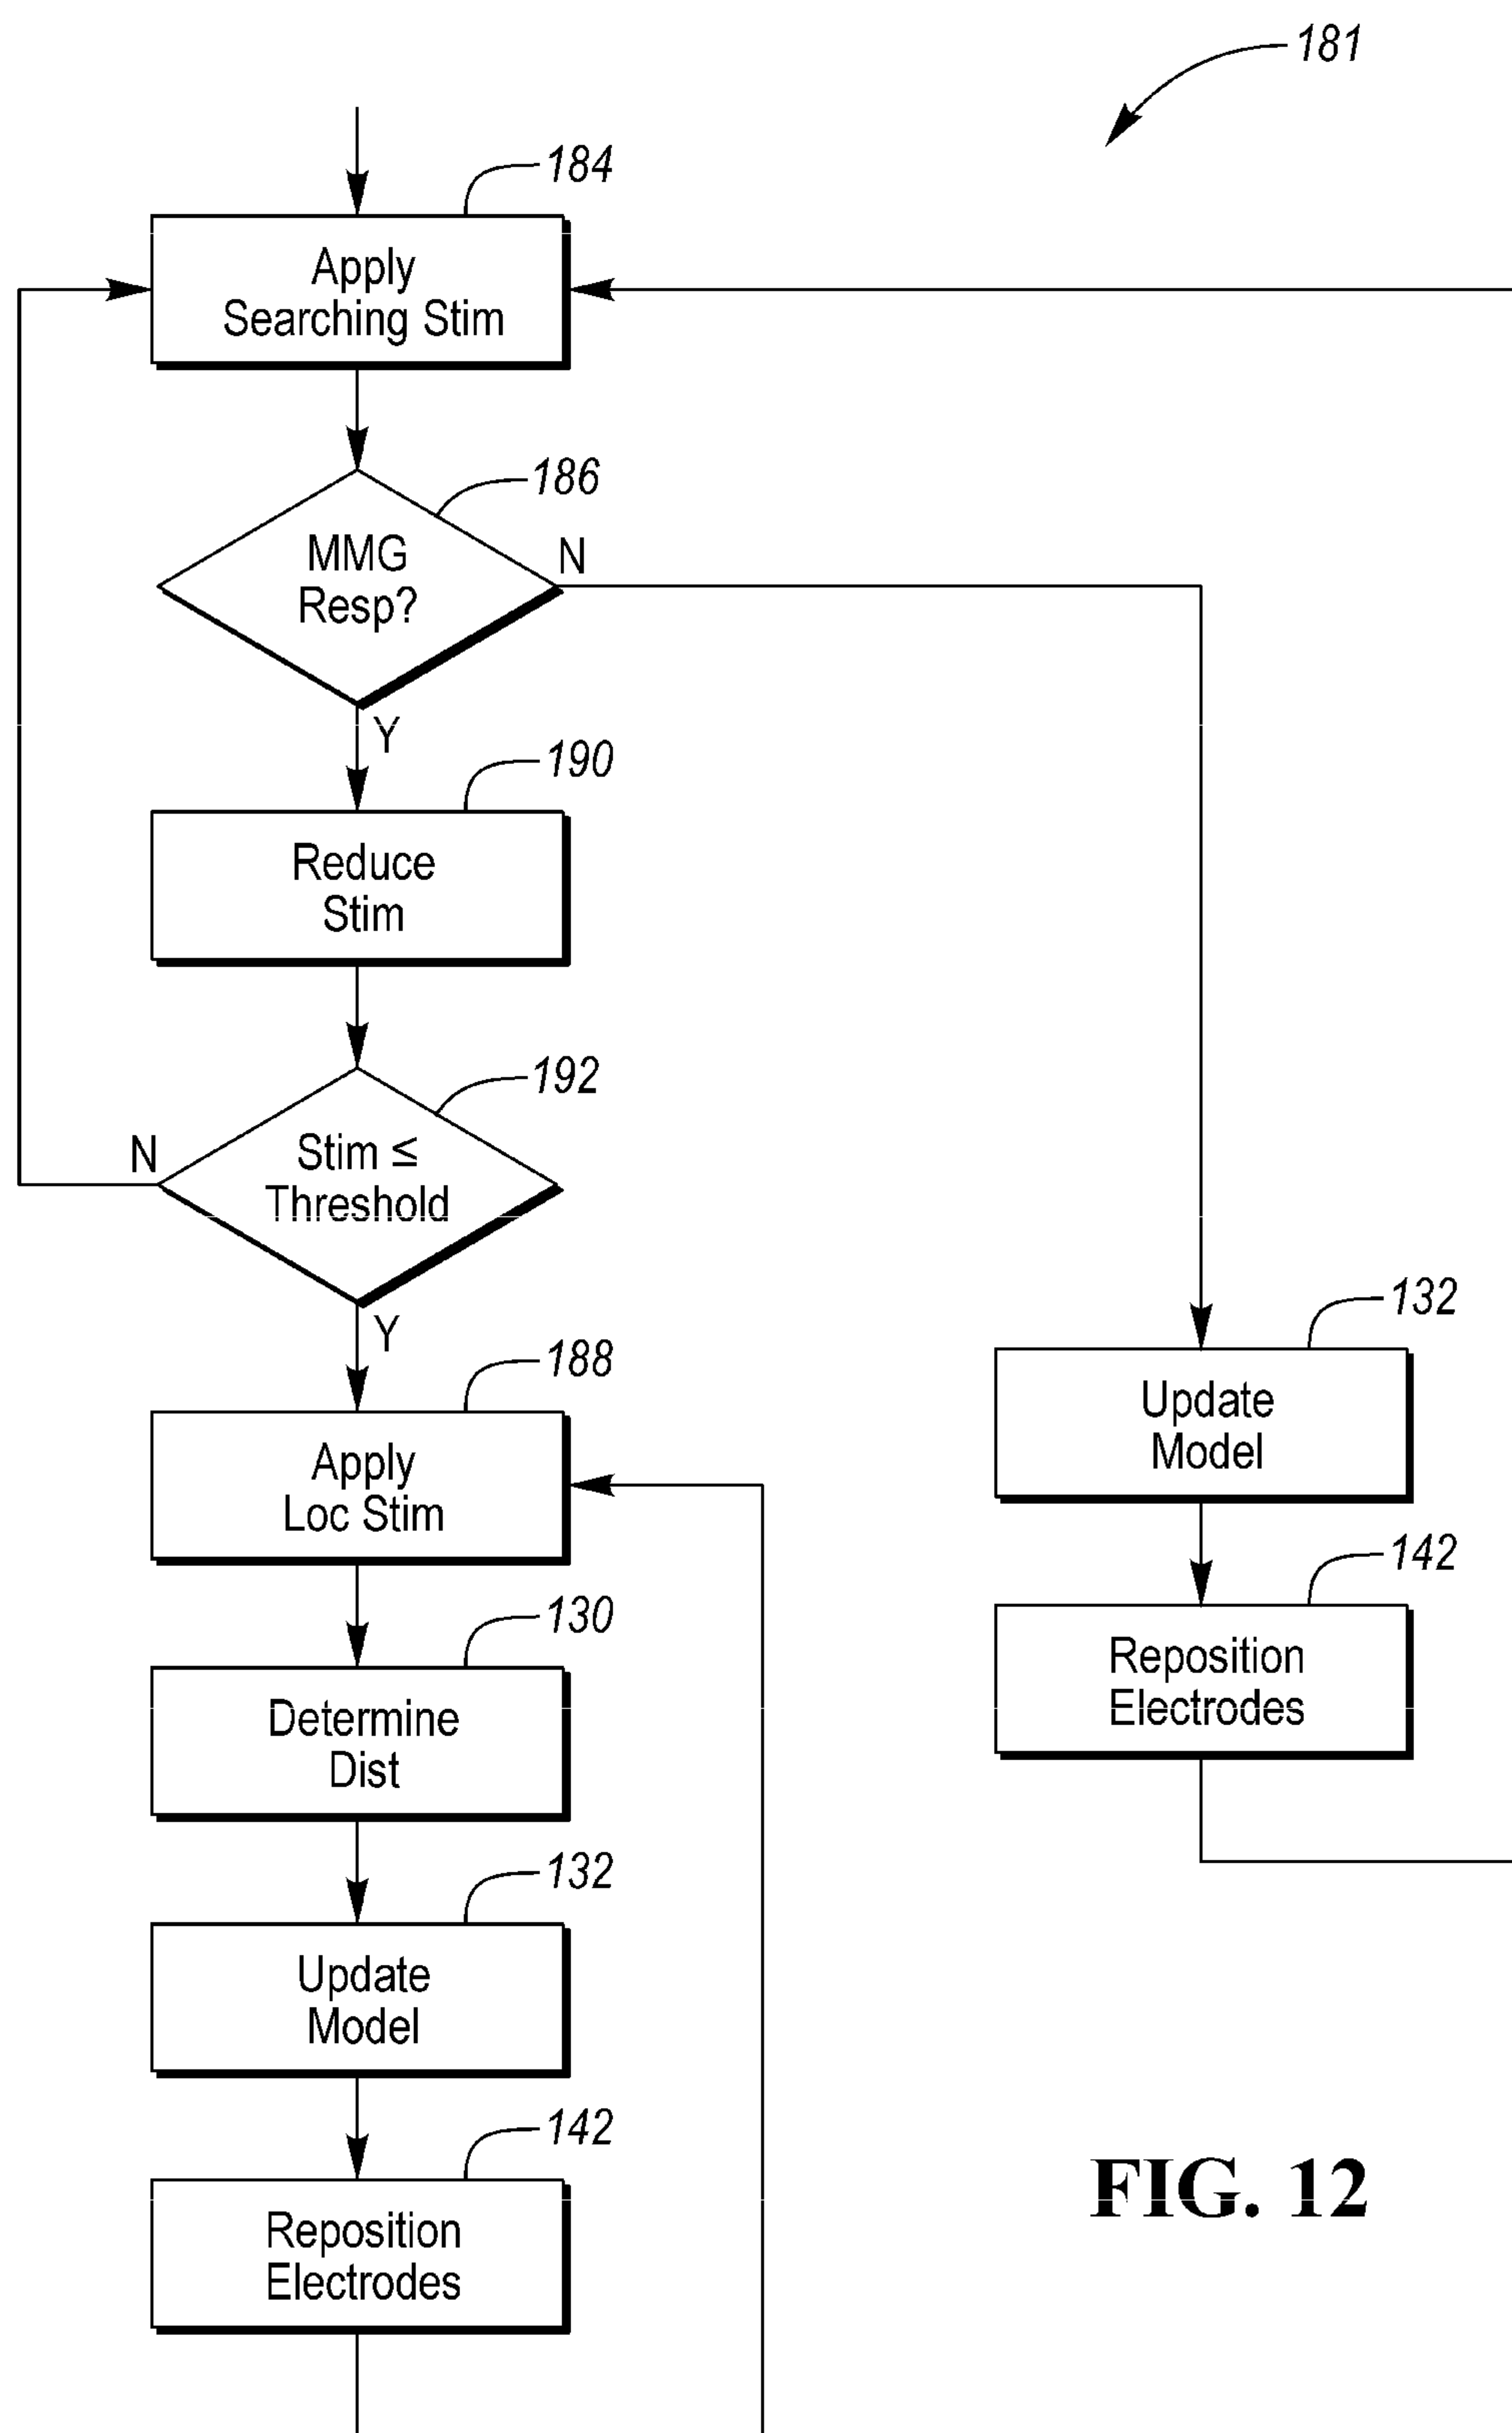 181
184
Apply
Searching Stim
186
MMG
Resp?
N
Y
190
Reduce
Stim
192
Stim ≤
Threshold
N
Y
188
Apply
Loc Stim
130
Determine
Dist
132
Update
Model
142
Reposition
Electrodes
132
Update
Model
142
Reposition
Electrodes
FIG. 12